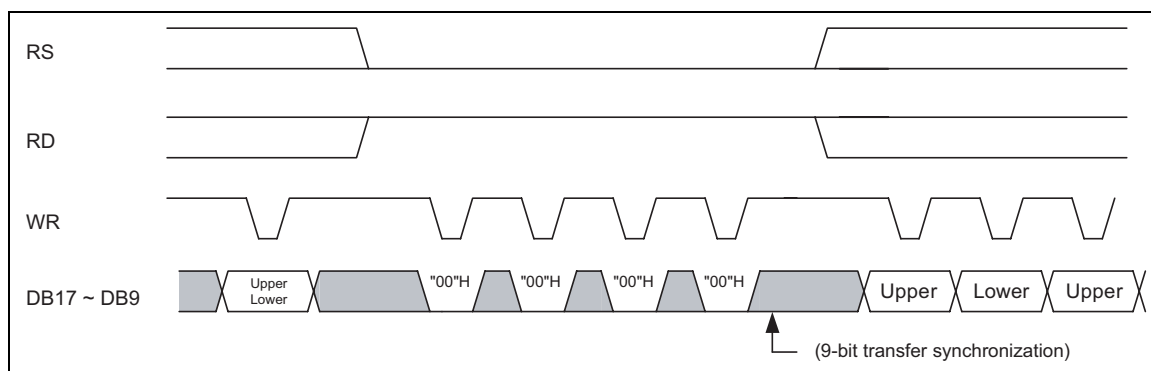 RS
RD
WR
DB17 ~ DB9
Upper
Lower
"00"H
"00"H
"00"H
"00"H
Upper
Lower
Upper
(9-bit transfer synchronization)